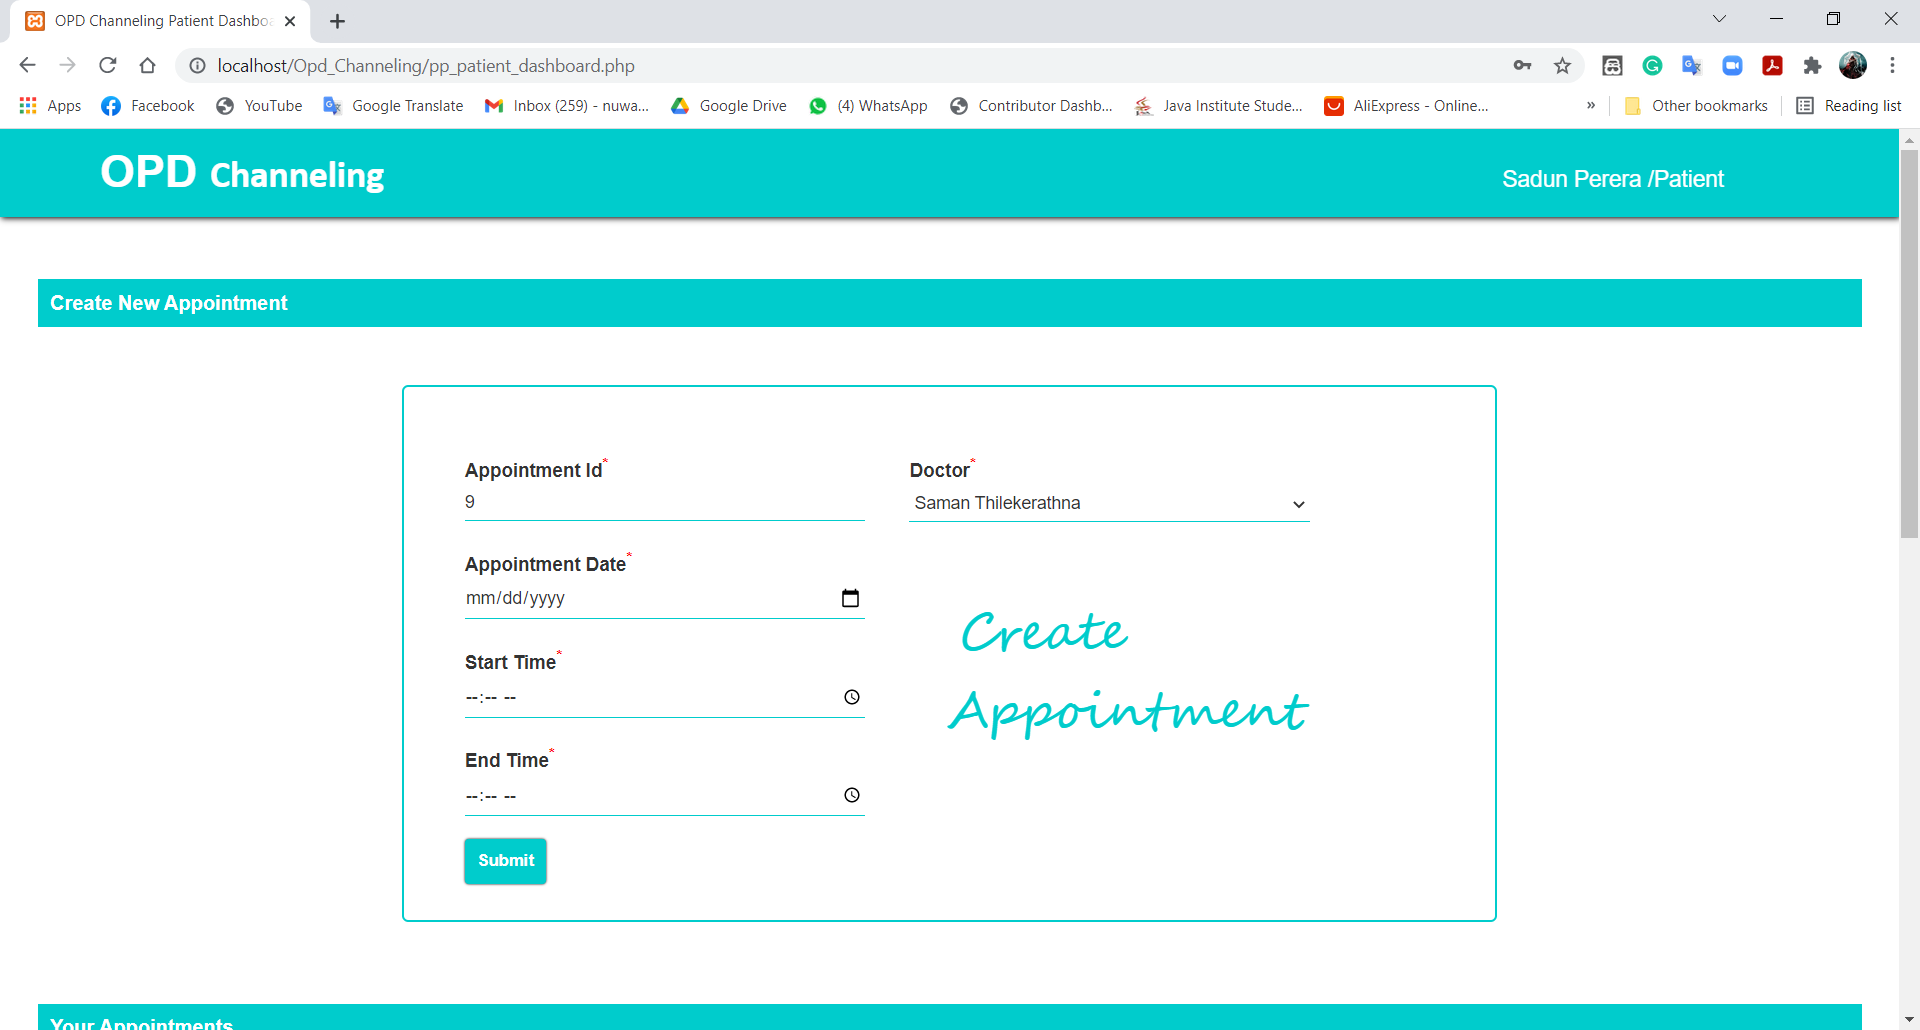 OPD Channeling Patient Dashbo
localhost/Opd_Channeling/pp_patient_dashboard.php
Apps Facebook YouTube Google Translate Inbox (259) - nuwa... Google Drive (4) WhatsApp Contributor Dashb... Java Institute Stude... AliExpress - Online... » Other bookmarks Reading list
OPD Channeling Sadun Perera /Patient
Create New Appointment
Appointment Id* Doctor*
9 Saman Thilekerathna
Appointment Date*
mm/dd/yyyy
Create
Start Time*
--:-- --
Appointment
End Time*
--:-- --
Submit
Your Appointments